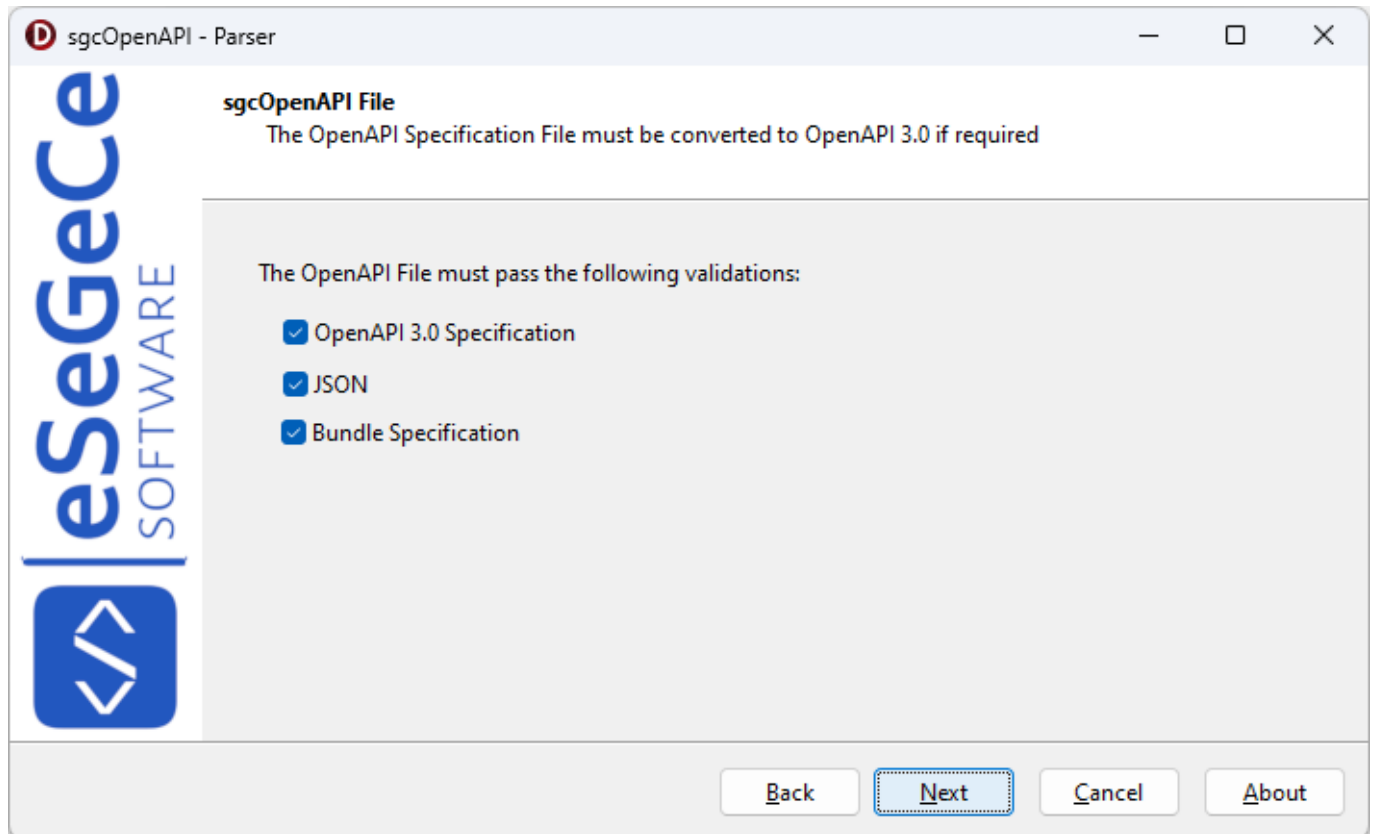 sgcOpenAPI - Parser
eSeGeCe
SOFTWARE
sgcOpenAPI File
The OpenAPI Specification File must be converted to OpenAPI 3.0 if required
The OpenAPI File must pass the following validations:
OpenAPI 3.0 Specification
JSON
Bundle Specification
Back
Next
Cancel
About